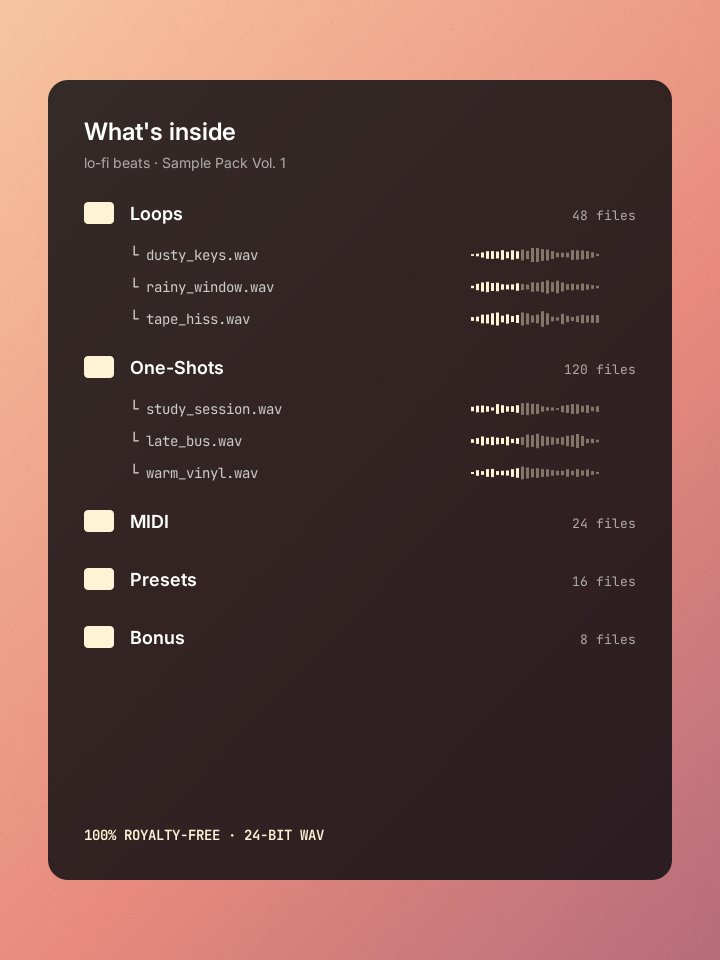 What's inside
lo-fi beats · Sample Pack Vol. 1
Loops 48 files
└ dusty_keys.wav
└ rainy_window.wav
└ tape_hiss.wav
One-Shots 120 files
└ study_session.wav
└ late_bus.wav
└ warm_vinyl.wav
MIDI 24 files
Presets 16 files
Bonus 8 files
100% ROYALTY-FREE · 24-BIT WAV